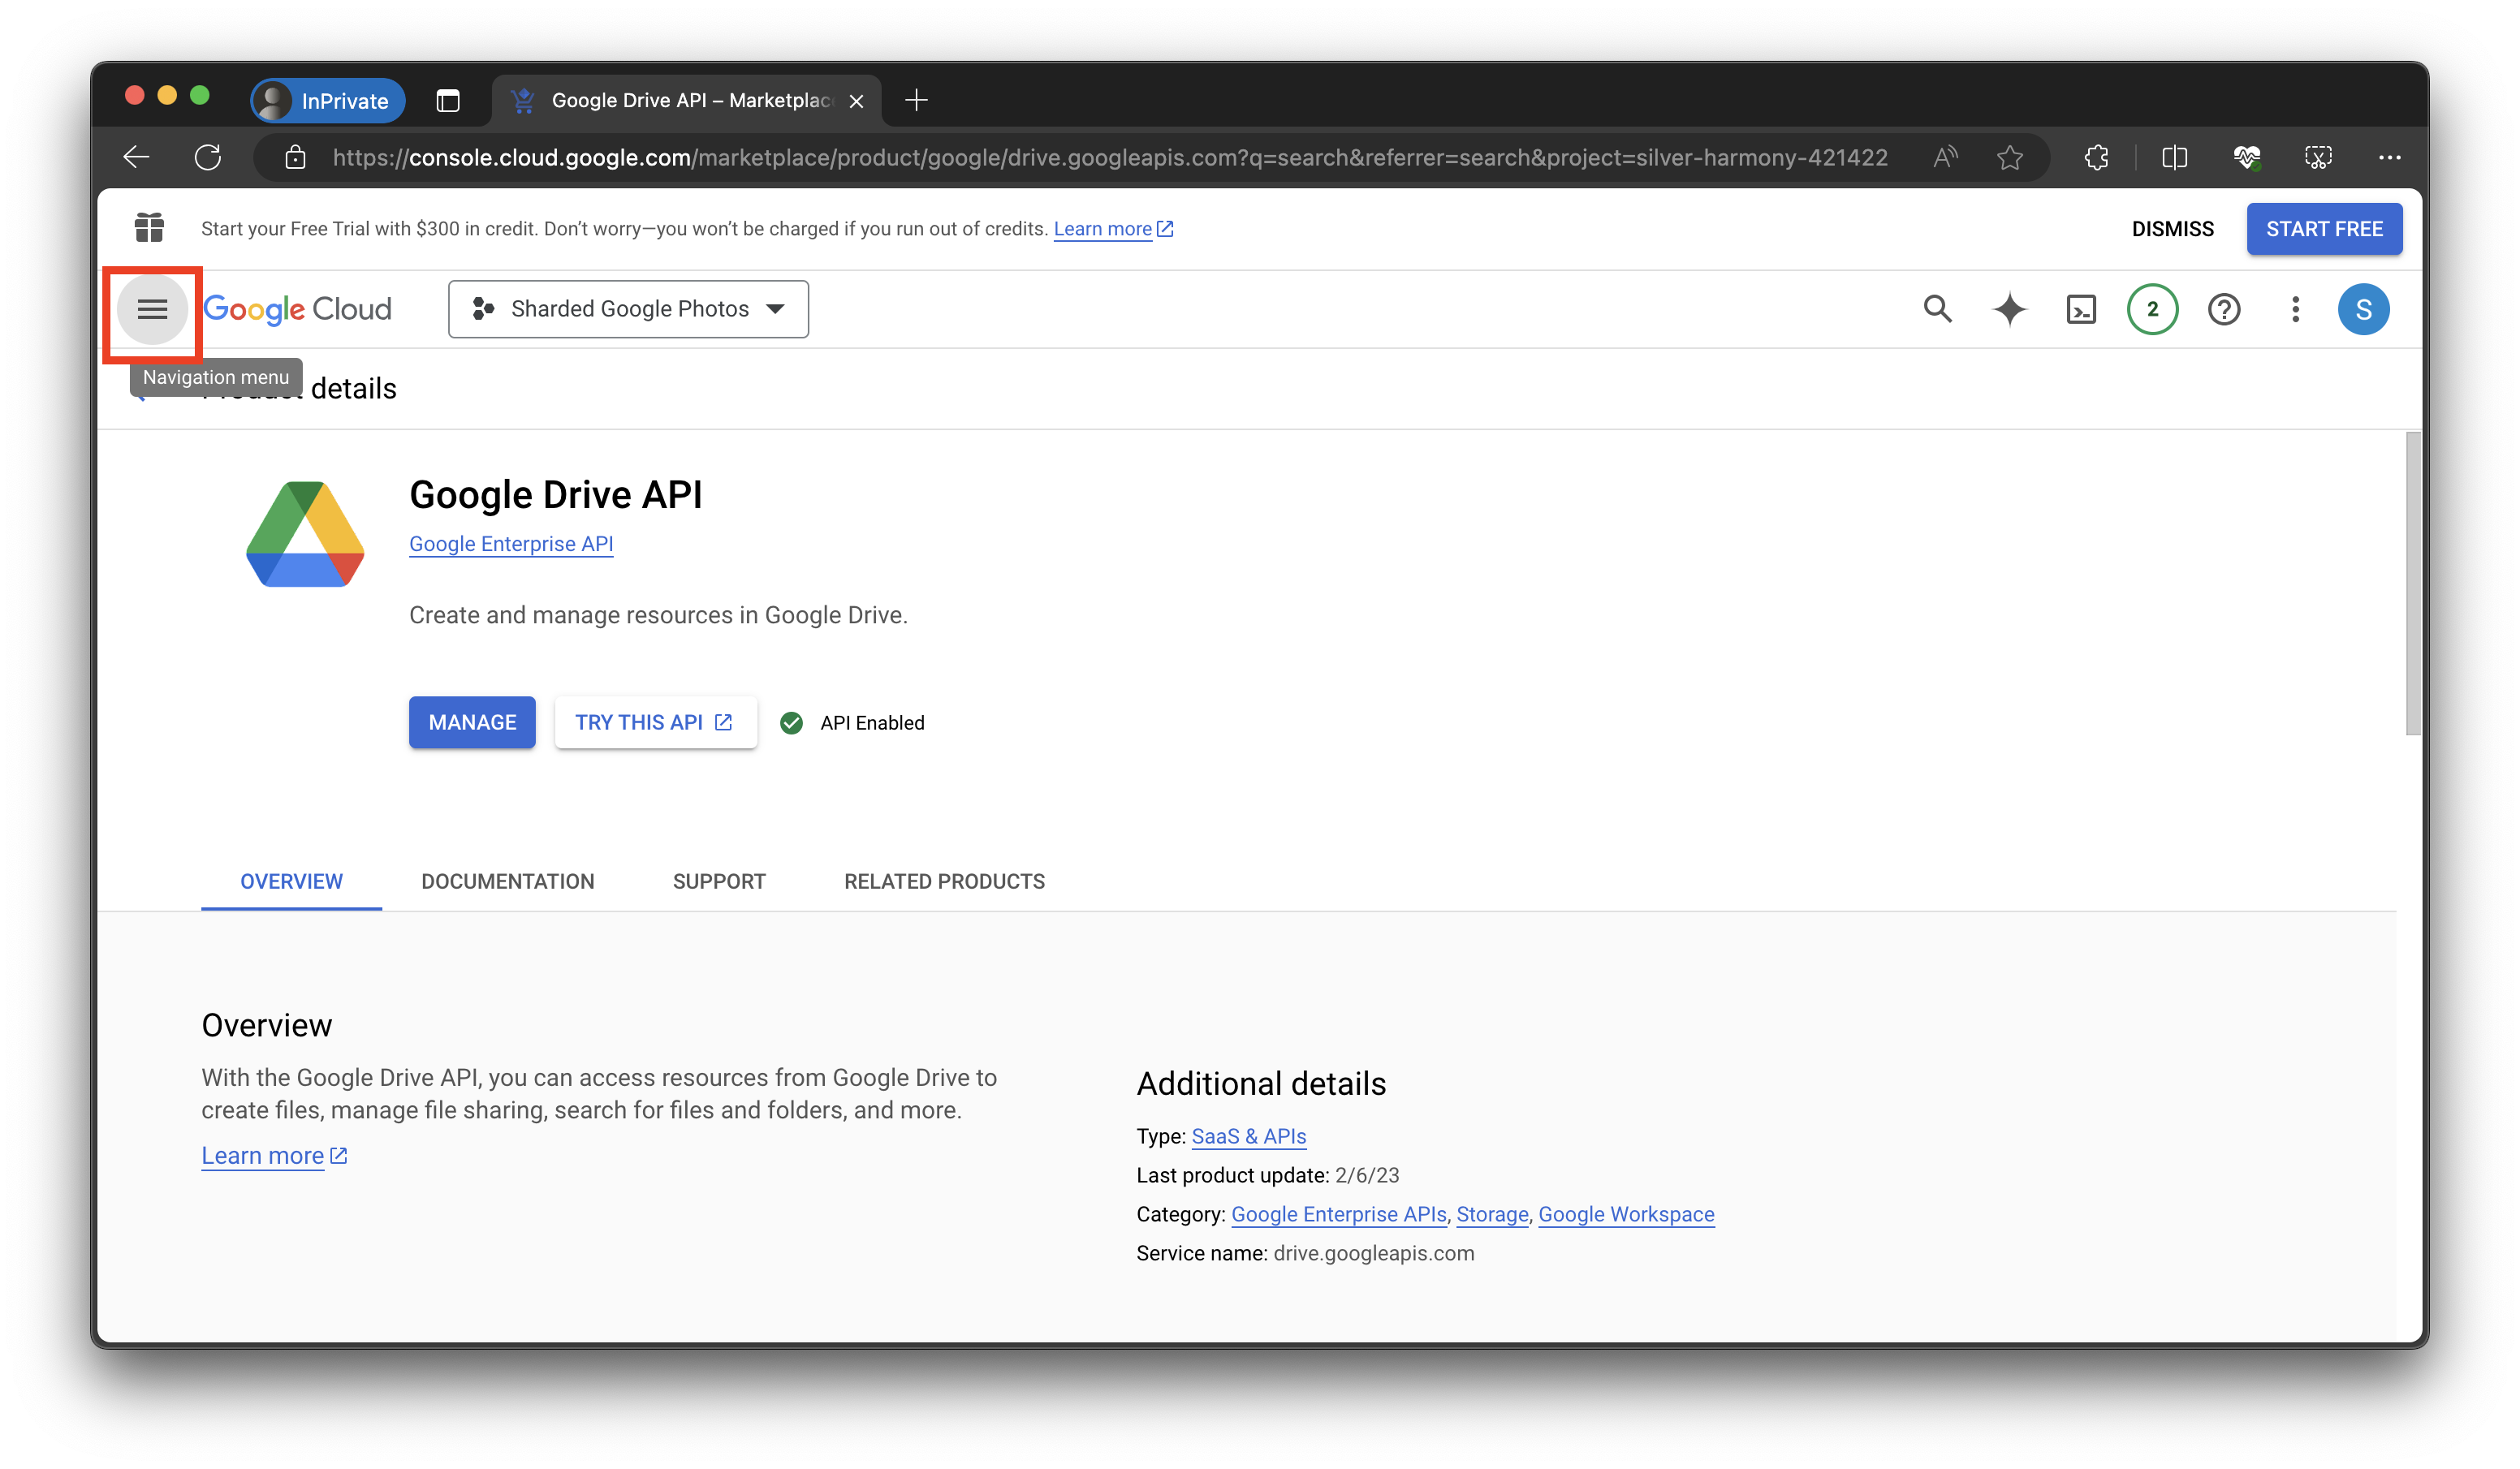 InPrivate
Google Drive API – Marketplac
https://console.cloud.google.com/marketplace/product/google/drive.googleapis.com?q=search&referrer=search&project=silver-harmony-421422
Start your Free Trial with $300 in credit. Don’t worry—you won’t be charged if you run out of credits. Learn more
DISMISS
START FREE
Google Cloud
Sharded Google Photos
2
S
Navigation menu
Product details
Google Drive API
Google Enterprise API
Create and manage resources in Google Drive.
MANAGE
TRY THIS API
API Enabled
OVERVIEW
DOCUMENTATION
SUPPORT
RELATED PRODUCTS
Overview
With the Google Drive API, you can access resources from Google Drive to
create files, manage file sharing, search for files and folders, and more.
Learn more
Additional details
Type: SaaS & APIs
Last product update: 2/6/23
Category: Google Enterprise APIs, Storage, Google Workspace
Service name: drive.googleapis.com